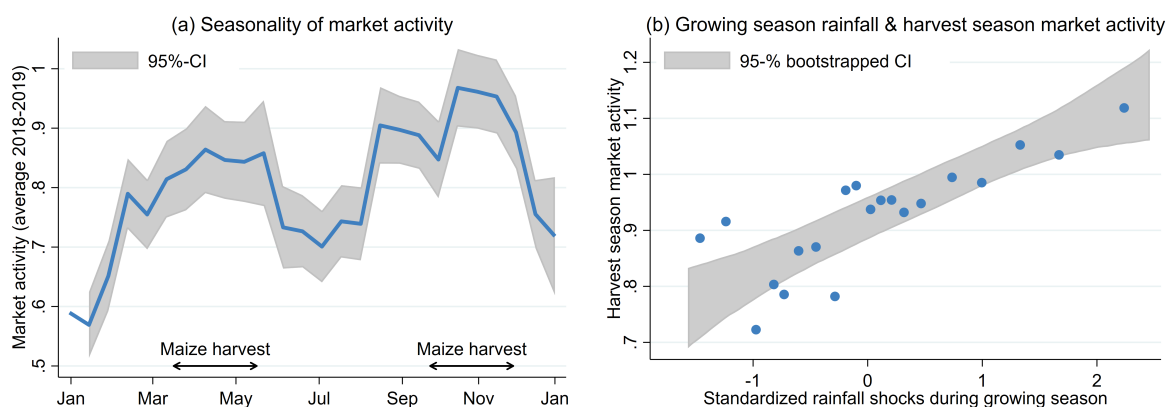 (a) Seasonality of market activity
95%-CI
Market activity (average 2018-2019)
1
.9
.8
.7
.6
.5
Maize harvest
Maize harvest
Jan Mar May Jul Sep Nov Jan
(b) Growing season rainfall & harvest season market activity
95-% bootstrapped CI
Harvest season market activity
1.2
1.1
1
.9
.8
.7
-1 0 1 2
Standardized rainfall shocks during growing season